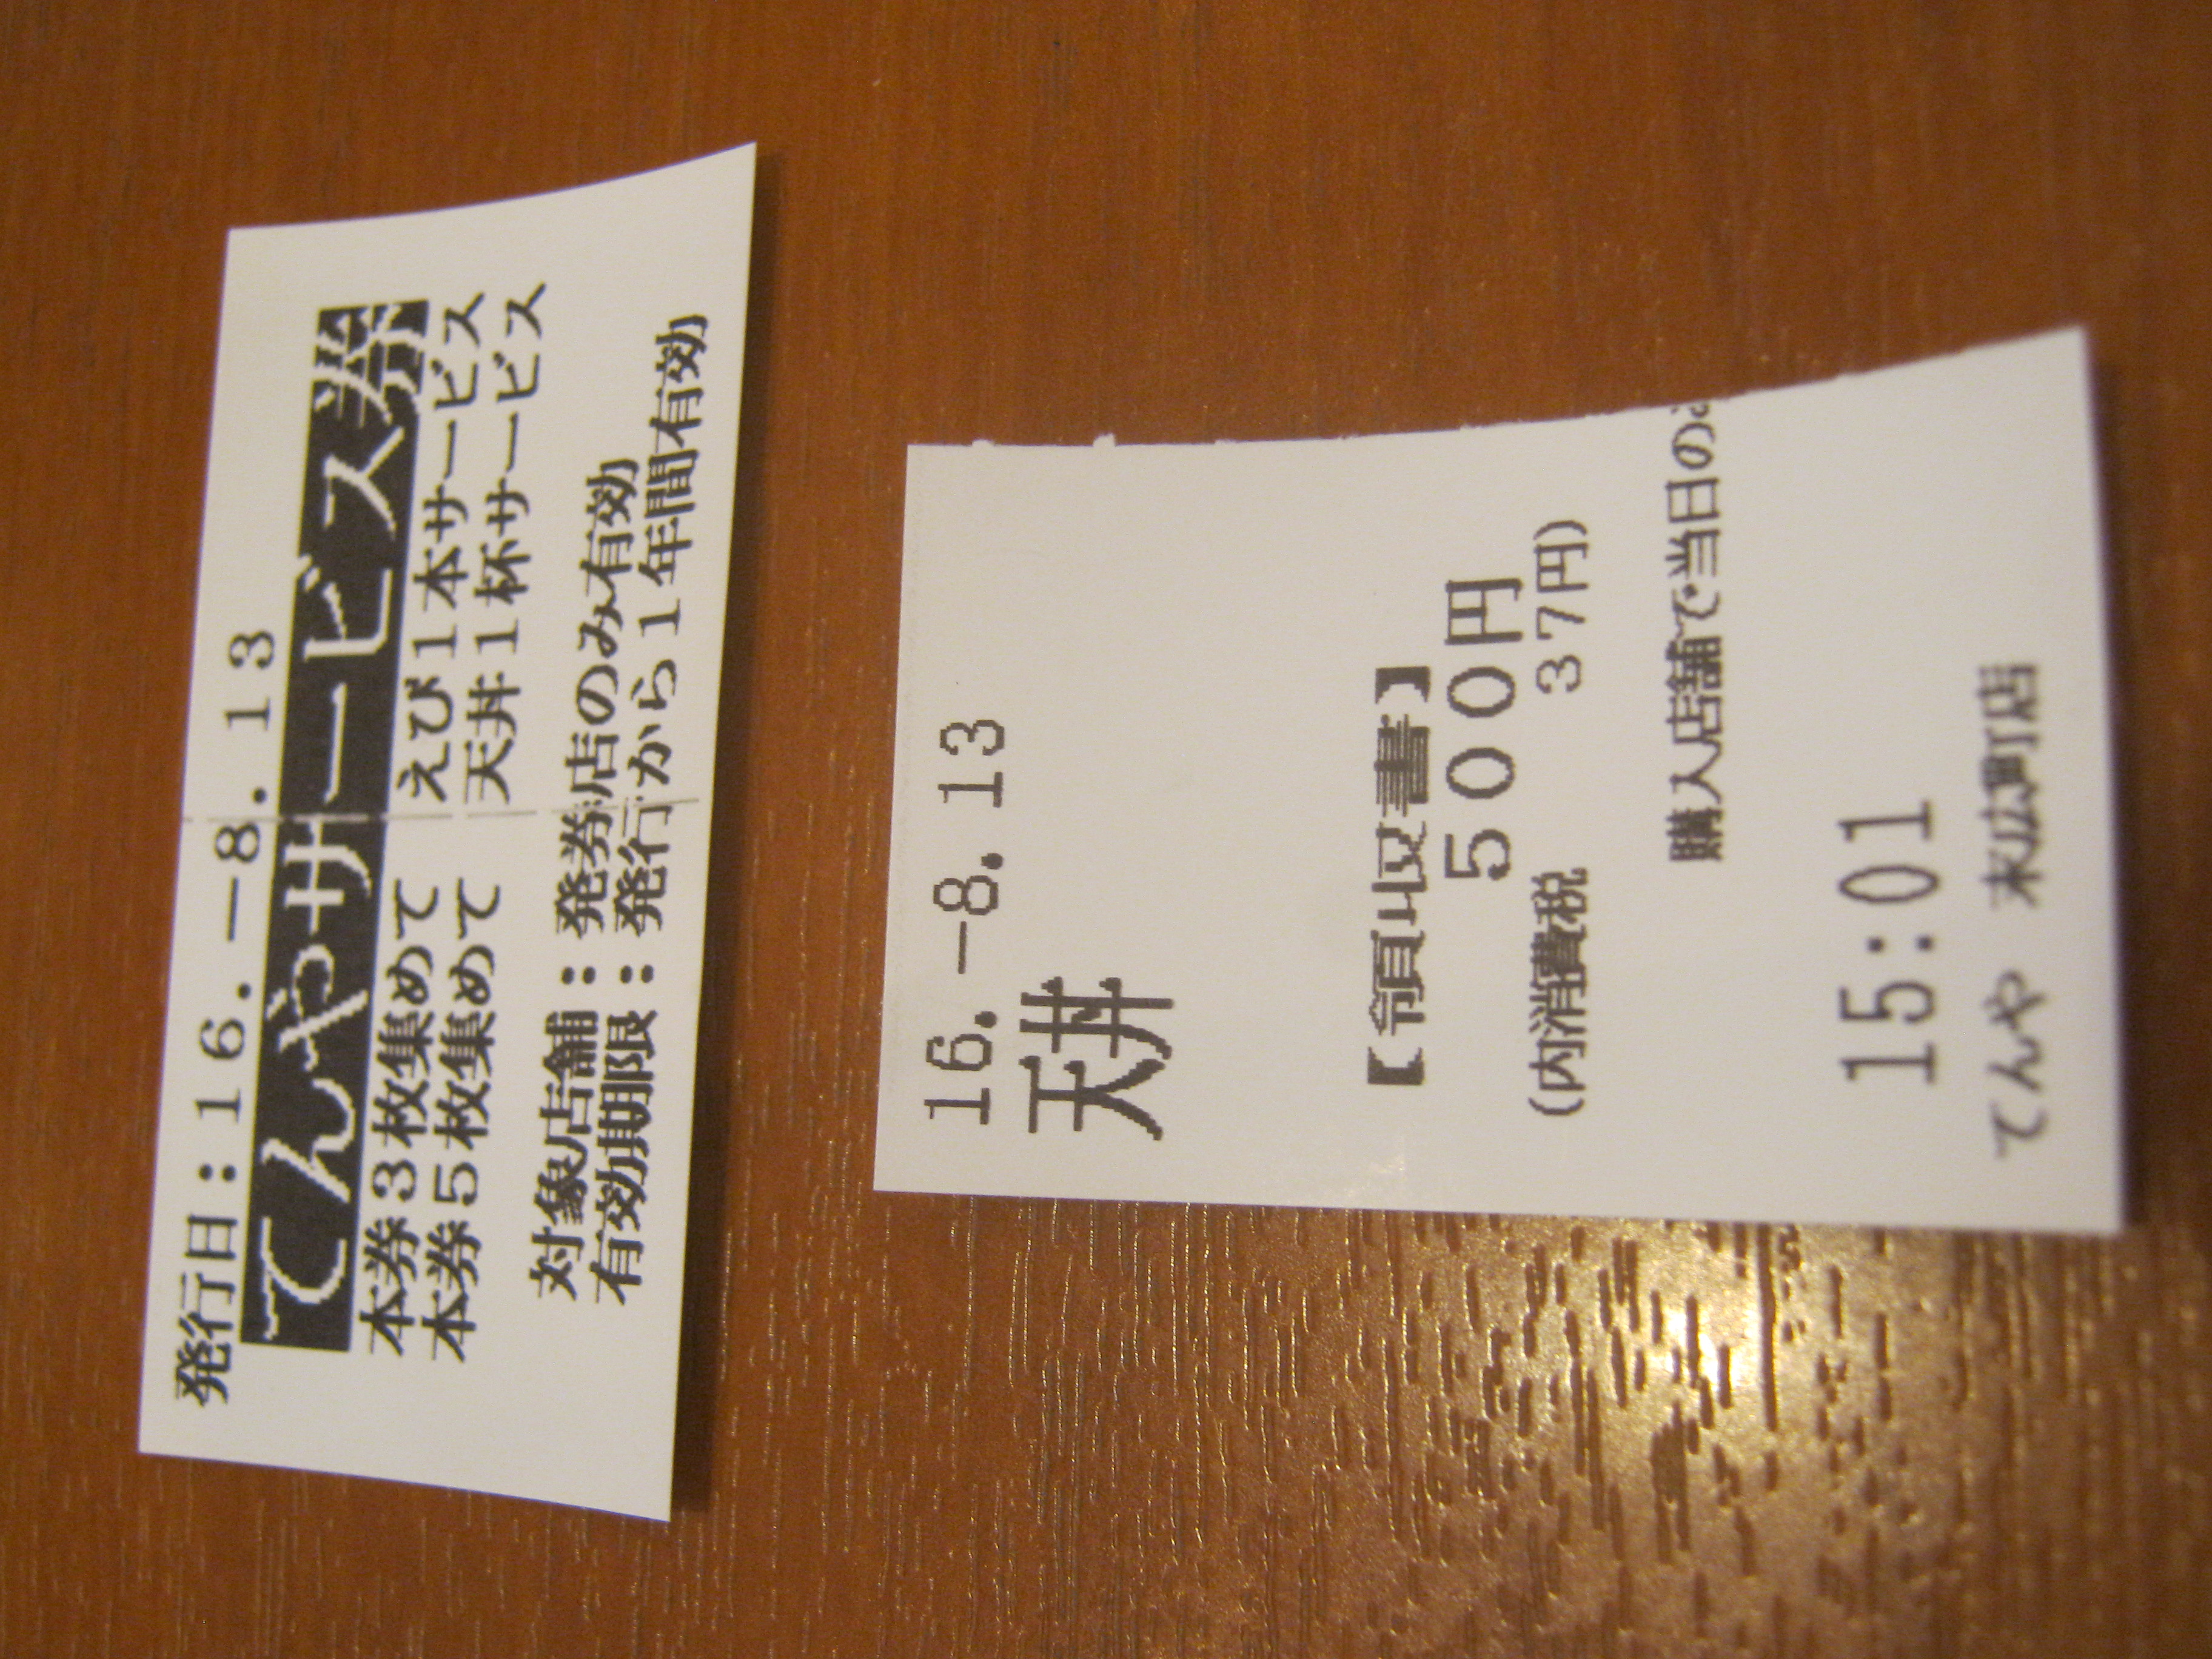 発行日:16.-8.13
てんやサービス券
本券3枚集めて えび1本サービス
本券5枚集めて 天丼1杯サービス
対象店舗:発券店のみ有効
有効期限:発行から1年間有効
16.-8.13
天丼
【領収書】
500円
(内消費税 37円)
購入店舗で当日の
15:01
てんや 末広町店